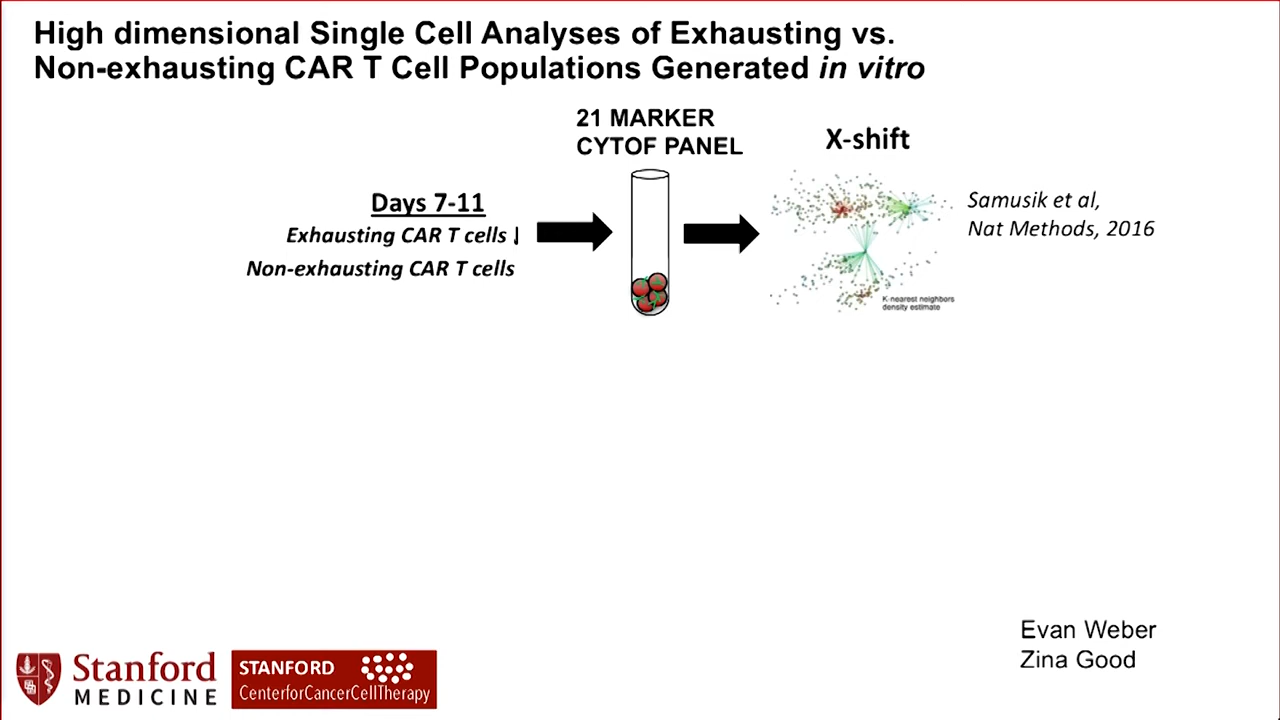 High dimensional Single Cell Analyses of Exhausting vs.
Non-exhausting CAR T Cell Populations Generated in vitro
21 MARKER
CYTOF PANEL
X-shift
Days 7-11
Exhausting CAR T cells
Non-exhausting CAR T cells
Samusik et al,
Nat Methods, 2016
K-nearest neighbors
density estimate
Evan Weber
Zina Good
Stanford
MEDICINE
STANFORD
CenterforCancerCellTherapy